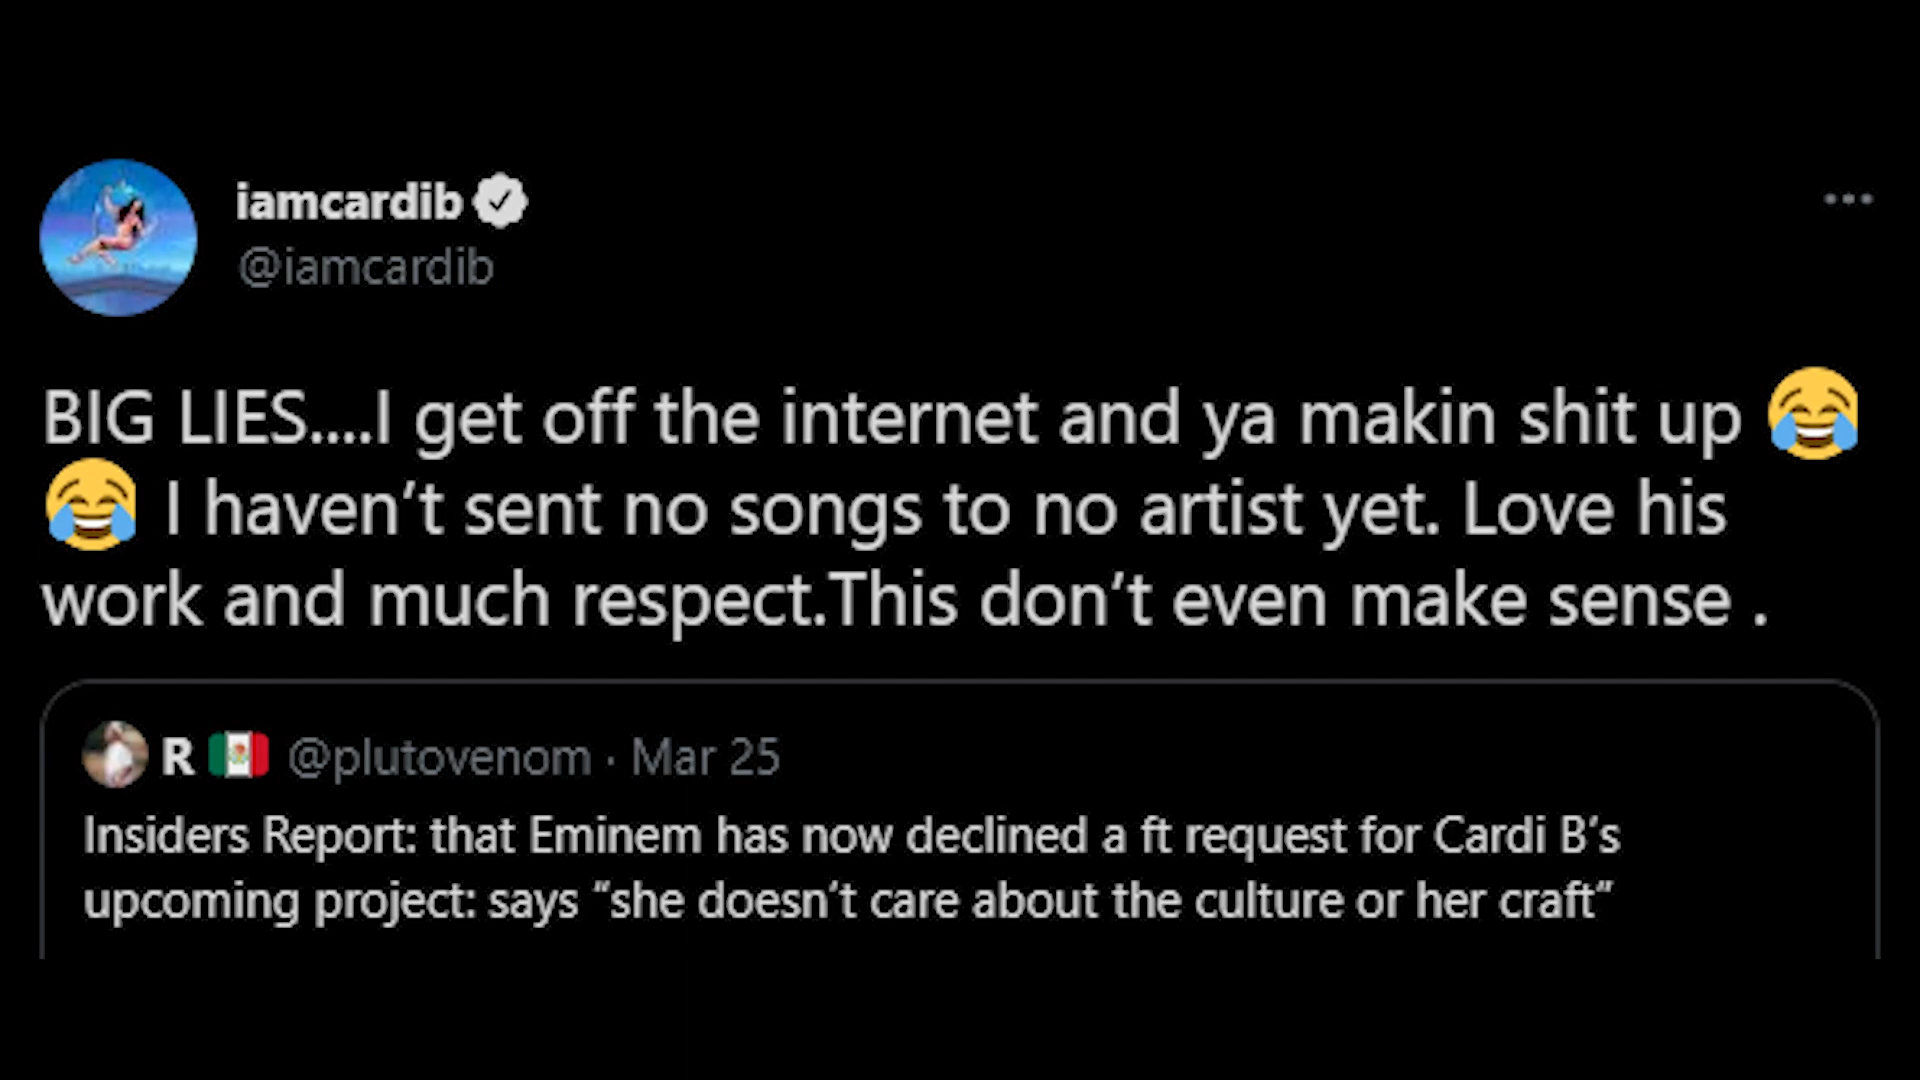 iamcardib
@iamcardib
BIG LIES....I get off the internet and ya makin shit up 😂
😂 I haven’t sent no songs to no artist yet. Love his
work and much respect.This don’t even make sense .
R 🇲🇽 @plutovenom · Mar 25
Insiders Report: that Eminem has now declined a ft request for Cardi B’s
upcoming project: says “she doesn’t care about the culture or her craft”